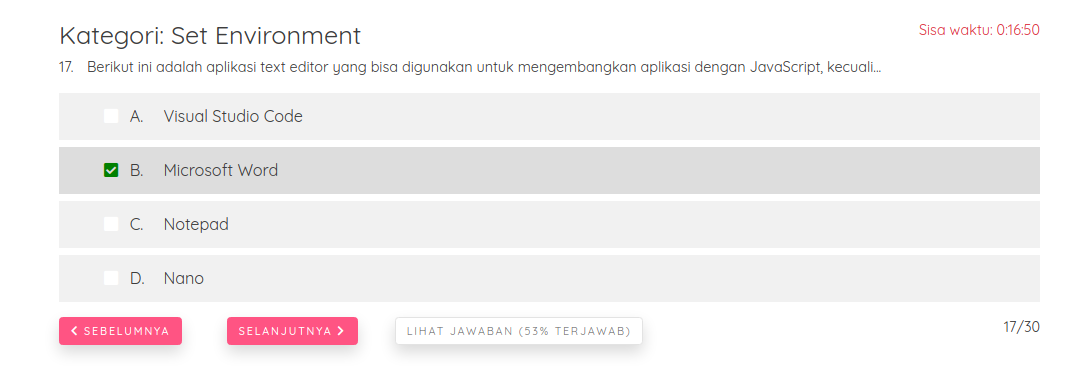 Kategori: Set Environment
Sisa waktu: 0:16:50
17. Berikut ini adalah aplikasi text editor yang bisa digunakan untuk mengembangkan aplikasi dengan JavaScript, kecuali...
A. Visual Studio Code
B. Microsoft Word
C. Notepad
D. Nano
SEBELUMNYA
SELANJUTNYA
LIHAT JAWABAN (53% TERJAWAB)
17/30